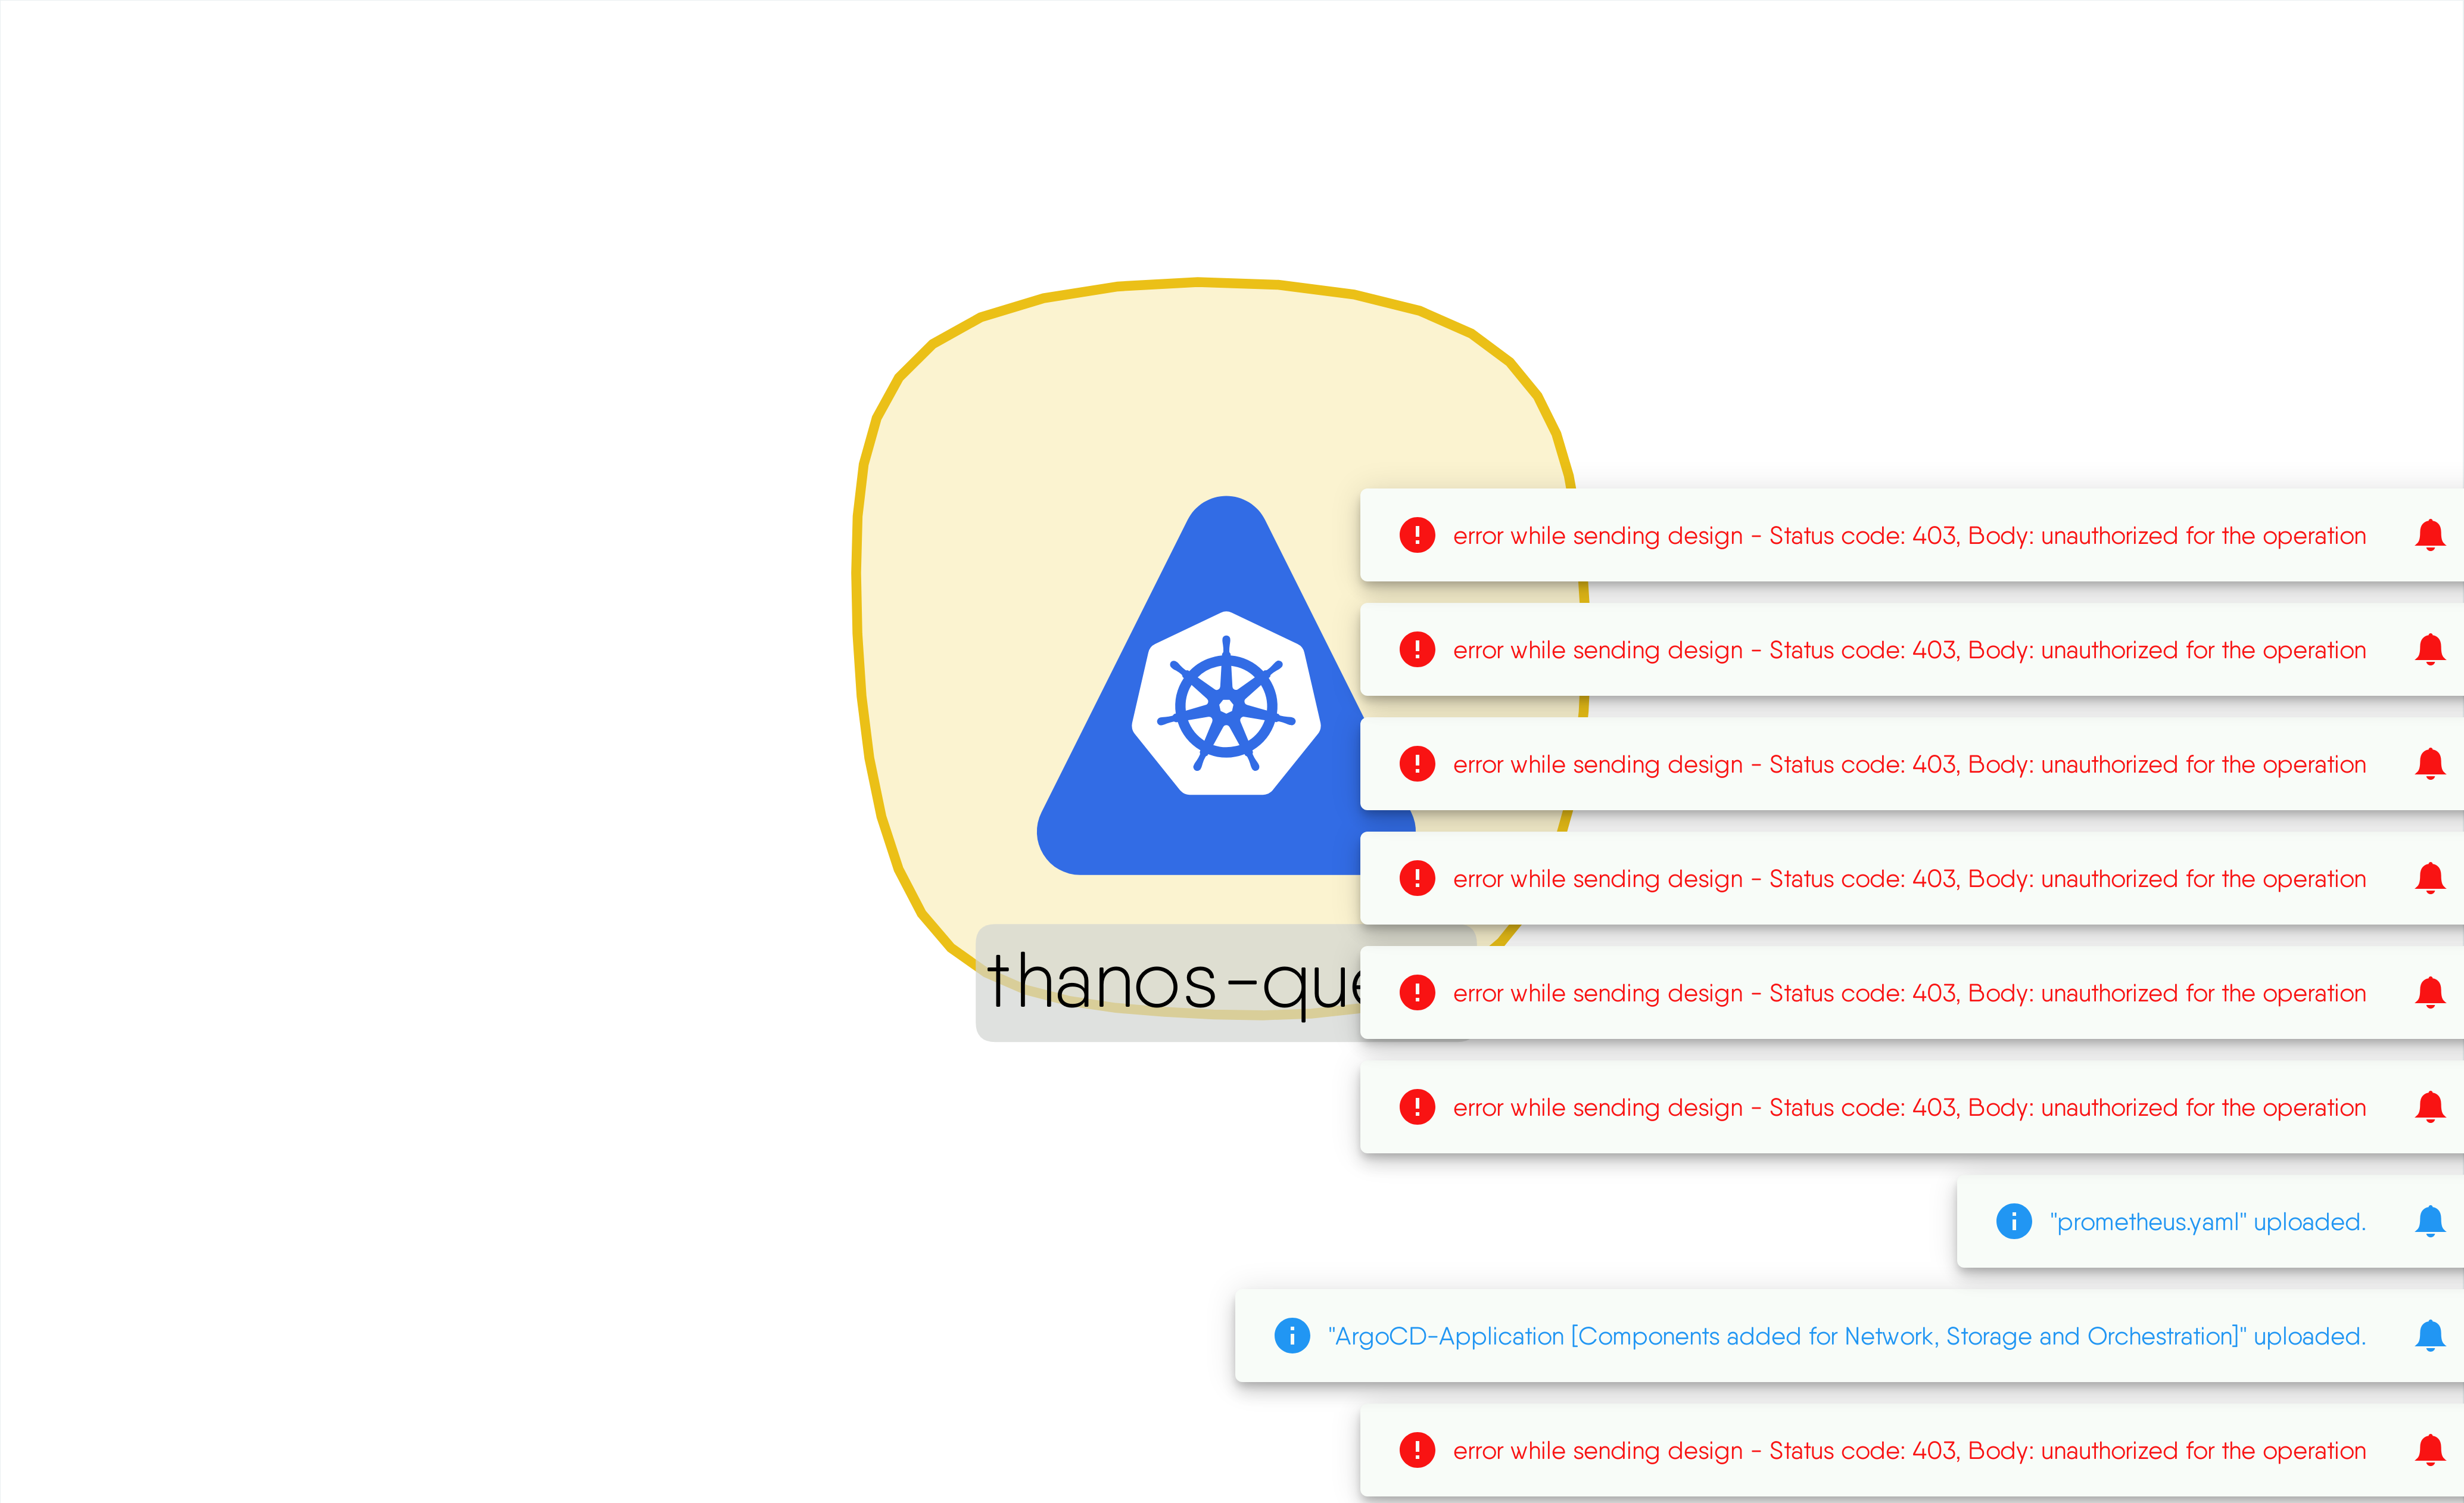 error while sending design - Status code: 403, Body: unauthorized for the operation
error while sending design - Status code: 403, Body: unauthorized for the operation
error while sending design - Status code: 403, Body: unauthorized for the operation
error while sending design - Status code: 403, Body: unauthorized for the operation
thanos-que
error while sending design - Status code: 403, Body: unauthorized for the operation
error while sending design - Status code: 403, Body: unauthorized for the operation
"prometheus.yaml" uploaded.
"ArgoCD-Application [Components added for Network, Storage and Orchestration]" uploaded.
error while sending design - Status code: 403, Body: unauthorized for the operation